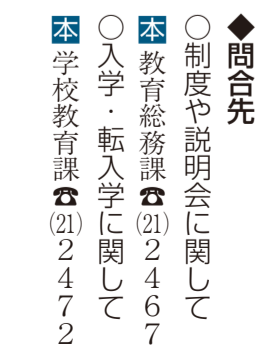 ◆問合先
○制度や説明会に関して
本 教育総務課☎(21)2467
○入学・転入学に関して
本 学校教育課☎(21)2472